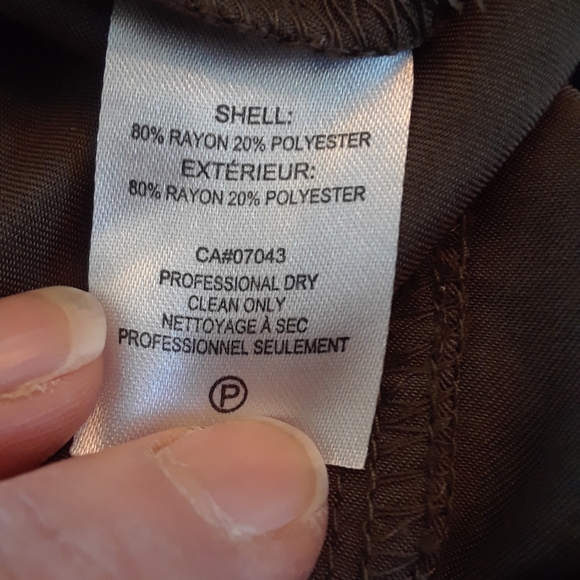 SHELL:
80% RAYON 20% POLYESTER
EXTÉRIEUR:
80% RAYON 20% POLYESTER
CA#07043
PROFESSIONAL DRY
CLEAN ONLY
NETTOYAGE À SEC
PROFESSIONNEL SEULEMENT
P